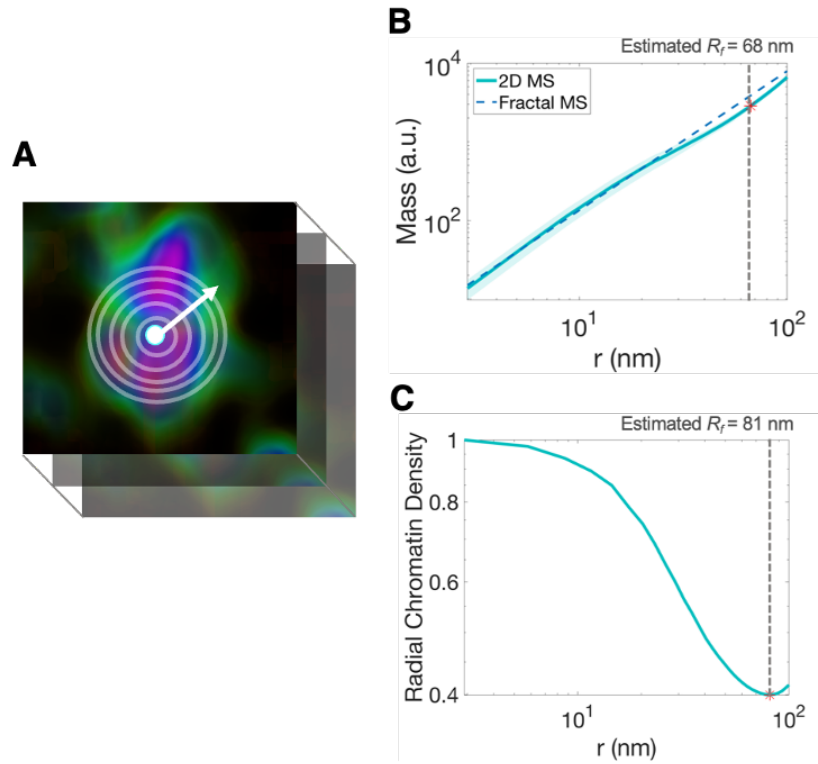 A
B
Estimated R_f = 68 nm
10^4
2D MS
Fractal MS
Mass (a.u.)
10^2
10^1
10^2
r (nm)
C
Estimated R_f = 81 nm
1
0.8
Radial Chromatin Density
0.6
0.4
10^1
10^2
r (nm)